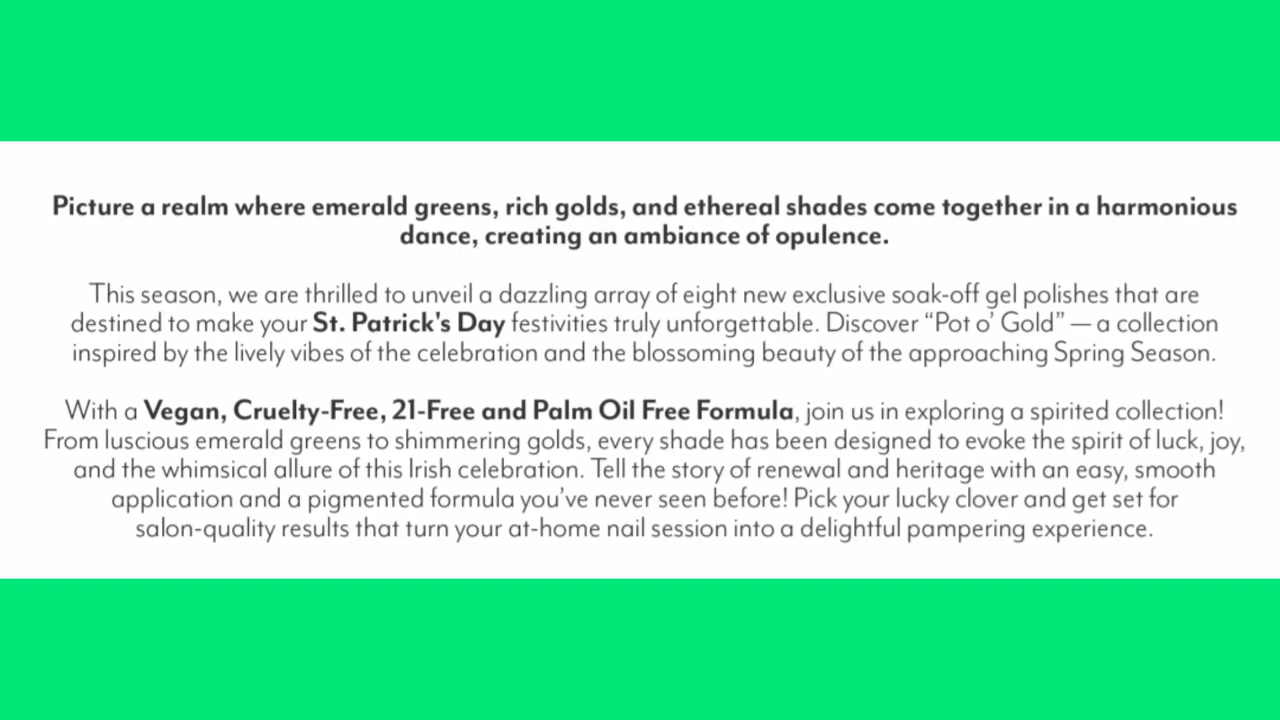 Picture a realm where emerald greens, rich golds, and ethereal shades come together in a harmonious
dance, creating an ambiance of opulence.
This season, we are thrilled to unveil a dazzling array of eight new exclusive soak-off gel polishes that are
destined to make your St. Patrick's Day festivities truly unforgettable. Discover “Pot o’ Gold” — a collection
inspired by the lively vibes of the celebration and the blossoming beauty of the approaching Spring Season.
With a Vegan, Cruelty-Free, 21-Free and Palm Oil Free Formula, join us in exploring a spirited collection!
From luscious emerald greens to shimmering golds, every shade has been designed to evoke the spirit of luck, joy,
and the whimsical allure of this Irish celebration. Tell the story of renewal and heritage with an easy, smooth
application and a pigmented formula you’ve never seen before! Pick your lucky clover and get set for
salon-quality results that turn your at-home nail session into a delightful pampering experience.